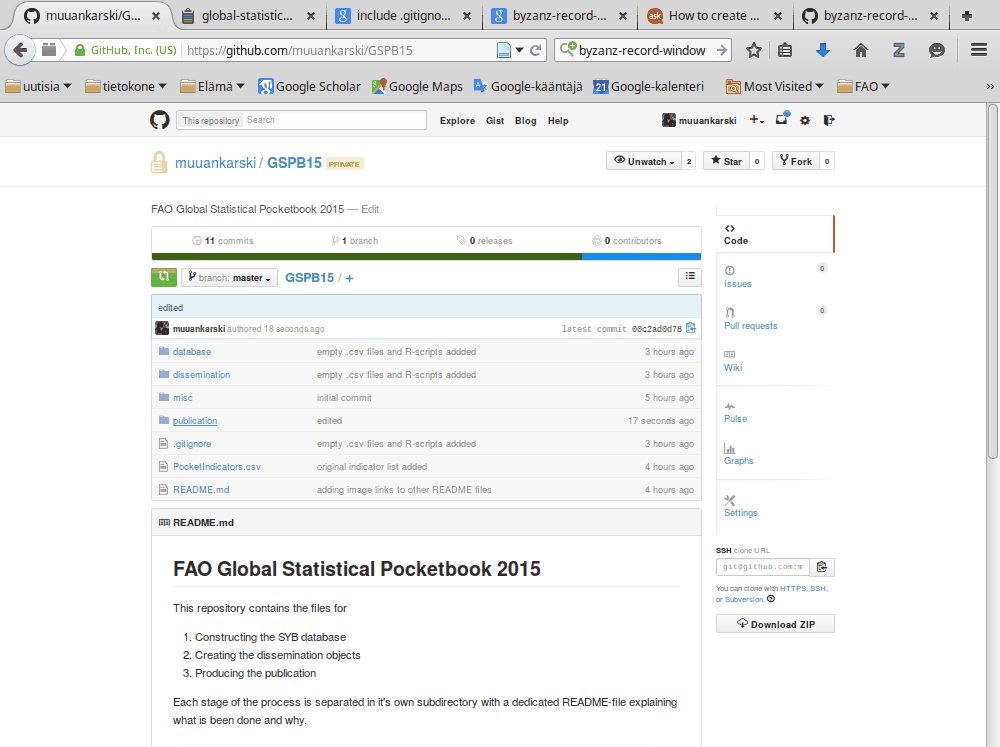 muuankarski/G...
global-statistic...
include .gitigno...
byzanz-record-...
How to create ...
byzanz-record-...
GitHub, Inc. (US)
https://github.com/muuankarski/GSPB15
byzanz-record-window
uutisia
tietokone
Elämä
Google Scholar
Google Maps
Google-kääntäjä
21 Google-kalenteri
Most Visited
FAO
This repository
Search
Explore
Gist
Blog
Help
muuankarski
muuankarski / GSPB15 PRIVATE
Unwatch 2
Star 0
Fork 0
FAO Global Statistical Pocketbook 2015 — Edit
11 commits
1 branch
0 releases
0 contributors
branch: master
GSPB15 / +
edited
muuankarski authored 18 seconds ago
latest commit 00c2ad0d78
database empty .csv files and R-scripts addded 3 hours ago
dissemination empty .csv files and R-scripts addded 3 hours ago
misc initial commit 5 hours ago
publication edited 17 seconds ago
.gitignore empty .csv files and R-scripts addded 3 hours ago
PocketIndicators.csv original indicator list added 4 hours ago
README.md adding image links to other README files 4 hours ago
README.md
FAO Global Statistical Pocketbook 2015
This repository contains the files for
1. Constructing the SYB database
2. Creating the dissemination objects
3. Producing the publication
Each stage of the process is separated in it's own subdirectory with a dedicated README-file explaining
what is been done and why.
Code
Issues 0
Pull requests 0
Wiki
Pulse
Graphs
Settings
SSH clone URL
git@github.com:m
You can clone with HTTPS, SSH,
or Subversion.
Download ZIP